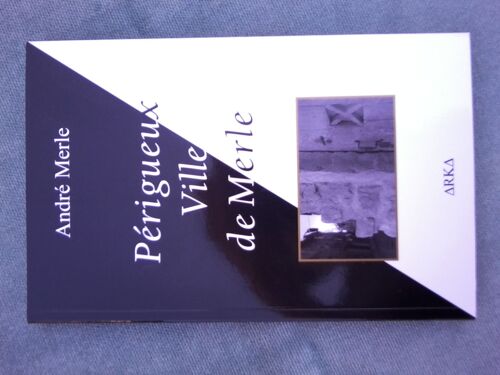 André Merle
Périgueux
Ville
de Merle
ARKA